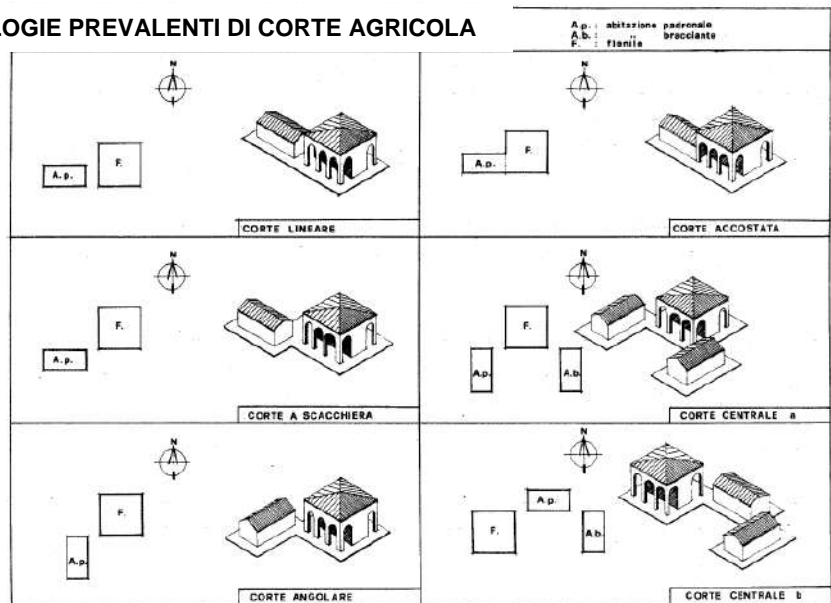 LOGIE PREVALENTI DI CORTE AGRICOLA
A.p. : abitazione padronale
A.b. : " bracciante
F. : fienile
N
A.p.
F.
CORTE LINEARE
N
A.p.
F.
CORTE ACCOSTATA
N
F.
A.p.
CORTE A SCACCHIERA
N
F.
A.p.
A.b.
CORTE CENTRALE a
N
F.
A.p.
CORTE ANGOLARE
N
A.p.
F.
A.b.
CORTE CENTRALE b